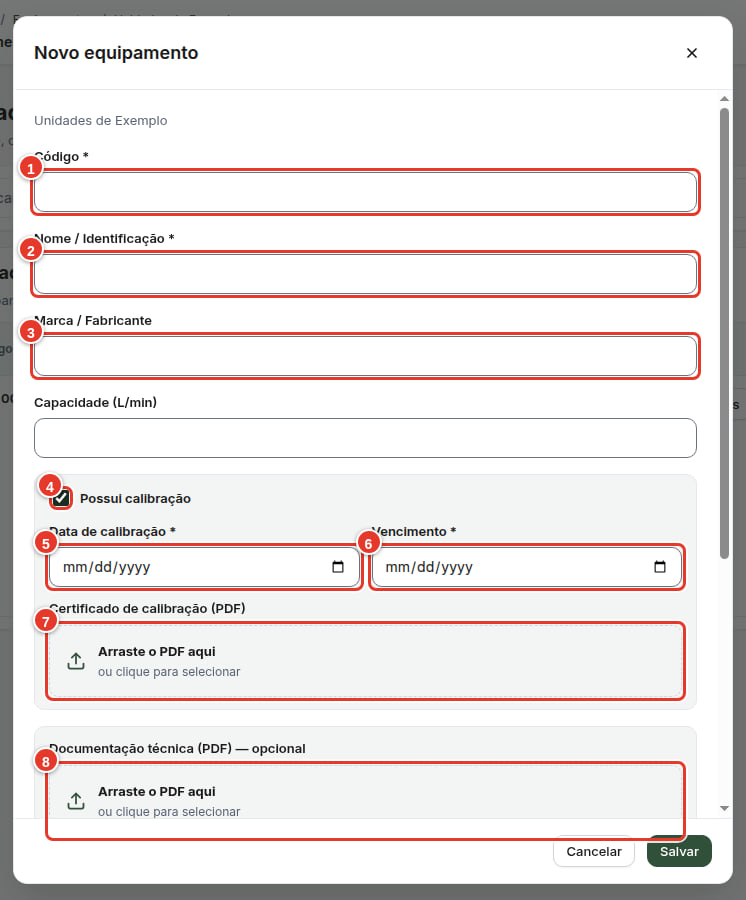 Novo equipamento
Unidades de Exemplo
Código *
1
Nome / Identificação *
2
Marca / Fabricante
3
Capacidade (L/min)
4
Possui calibração
Data de calibração * Vencimento *
5 mm/dd/yyyy 6 mm/dd/yyyy
Certificado de calibração (PDF)
7
Arraste o PDF aqui
ou clique para selecionar
Documentação técnica (PDF) — opcional
8
Arraste o PDF aqui
ou clique para selecionar
Cancelar Salvar